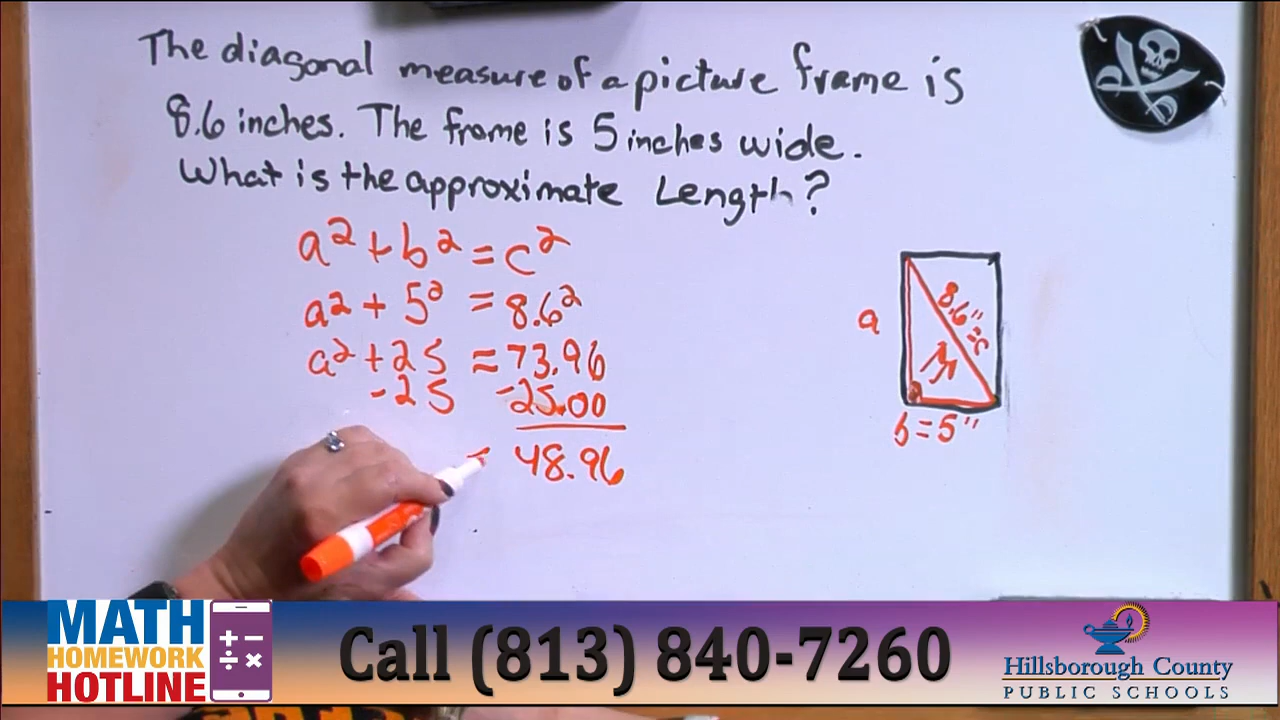 The diagonal measure of a picture frame is
8.6 inches. The frame is 5 inches wide.
What is the approximate Length?
a² + b² = c²
a² + 5² = 8.6²
a² + 25 = 73.96
-25 -25.00
= 48.96
a
8.6" = c
b = 5"
MATH
HOMEWORK
HOTLINE
+ −
÷ ×
Call (813) 840-7260
Hillsborough County
PUBLIC SCHOOLS